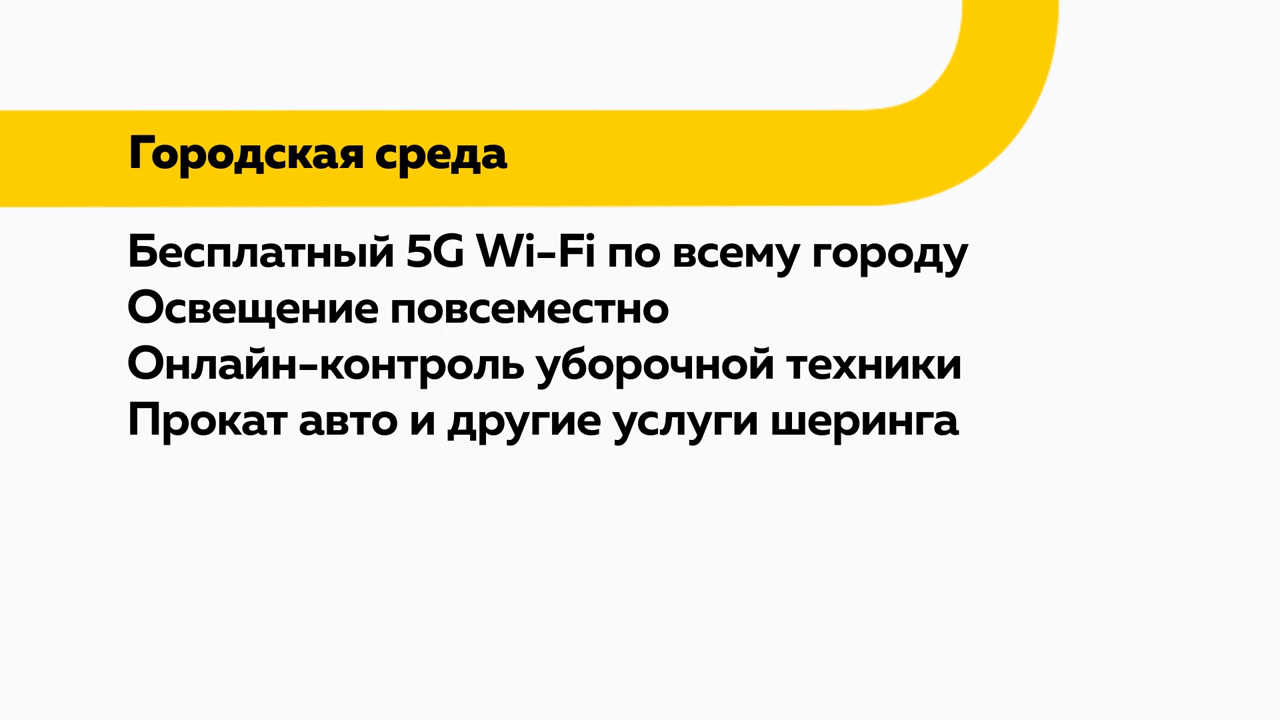 Городская среда
Бесплатный 5G Wi-Fi по всему городу
Освещение повсеместно
Онлайн-контроль уборочной техники
Прокат авто и другие услуги шеринга